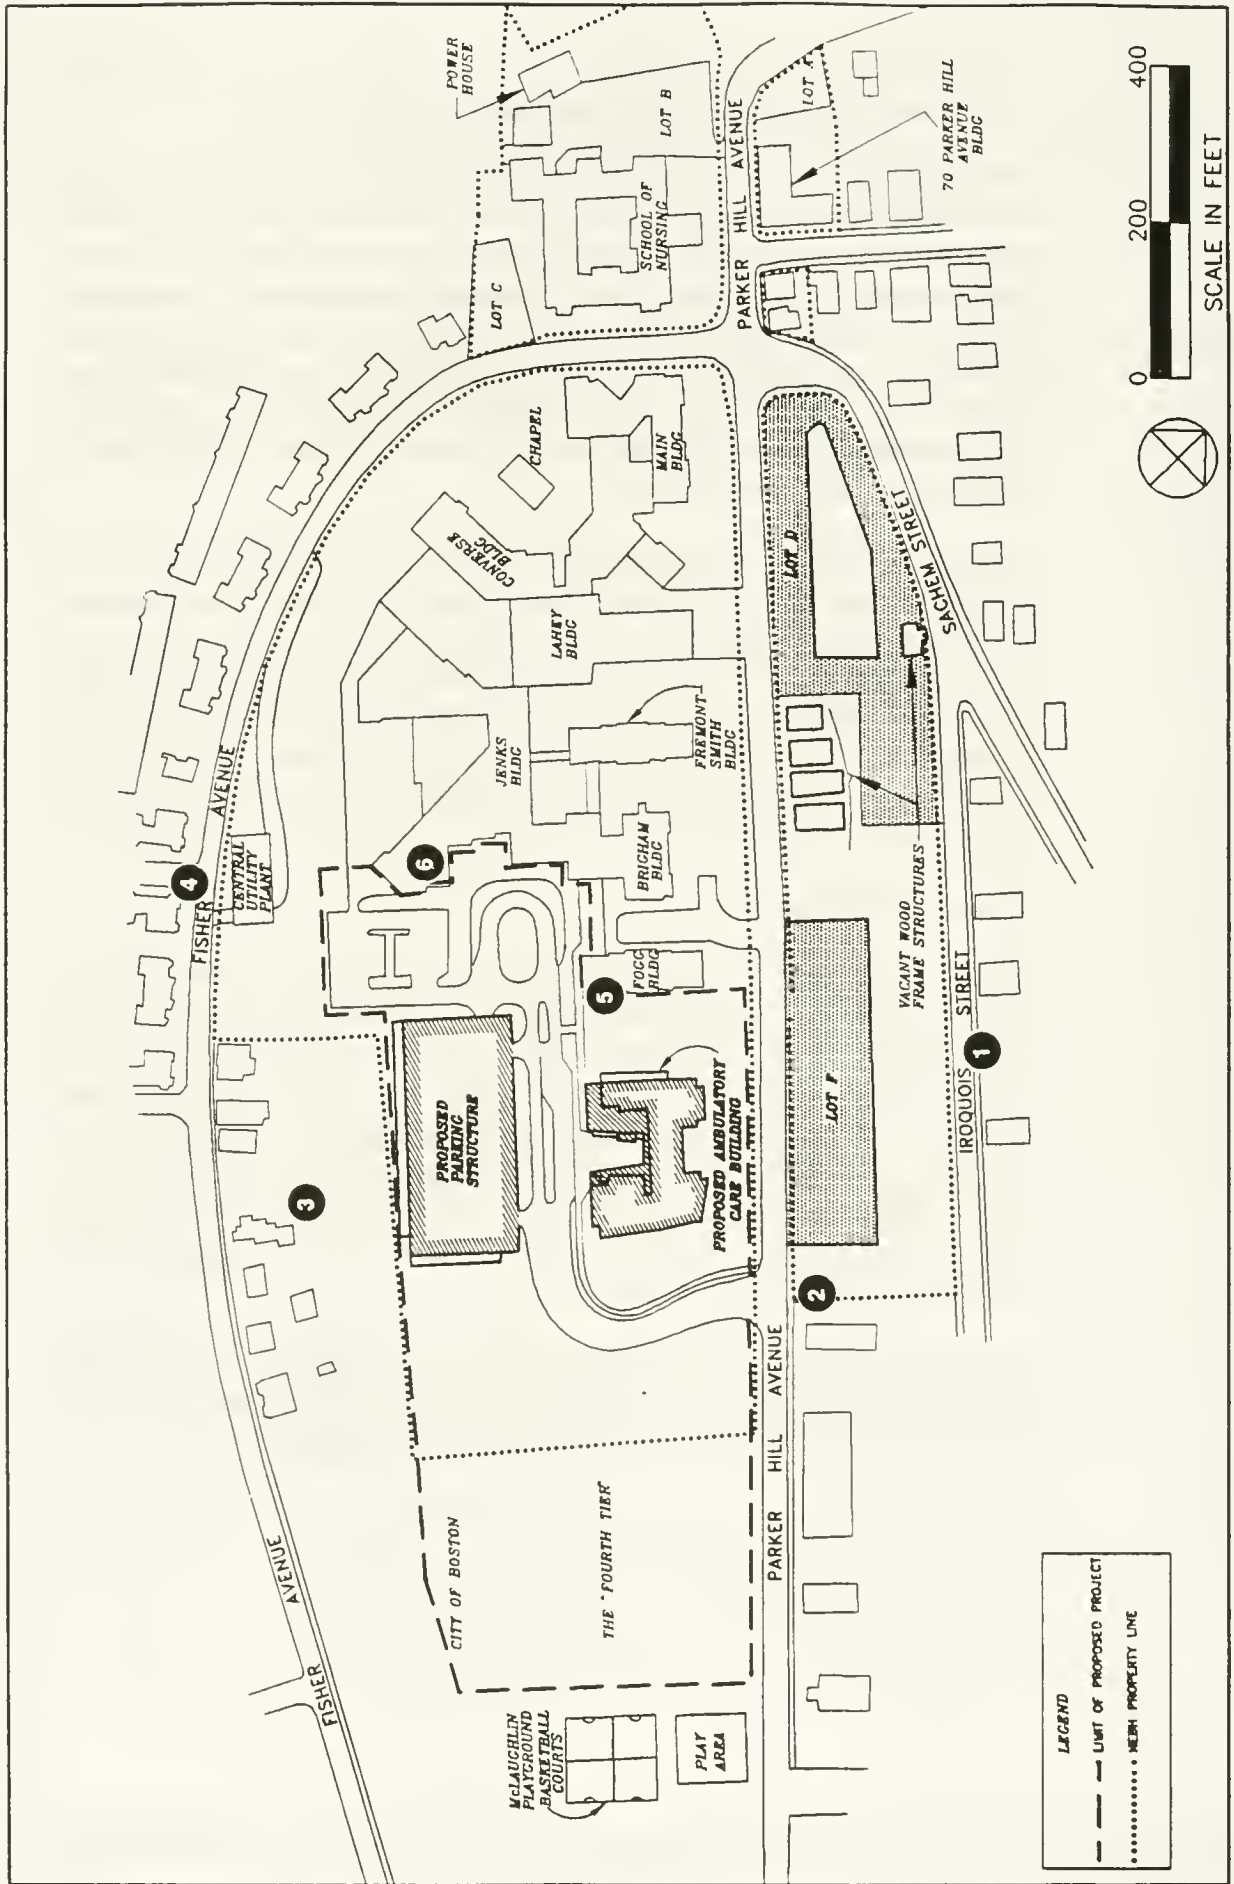 POWER
HOUSE
LOT B
PARKER HILL AVENUE
LOT A
70 PARKER HILL
AVENUE
BLDG
SCHOOL OF
NURSING
LOT C
CHAPEL
MAIN
BLDG
CONVERSE
BLDG
LAHEY
BLDG
JENKS
BLDG
FREMONT
SMITH
BLDG
BRIGHAM
BLDG
FOGG
BLDG
LOT D
SACHEM STREET
VACANT WOOD
FRAME STRUCTURES
LOT F
IROQUOIS STREET
FISHER AVENUE
CENTRAL
UTILITY
PLANT
4
6
5
3
1
2
PROPOSED
PARKING
STRUCTURE
PROPOSED AMBULATORY
CARE BUILDING
PARKER HILL AVENUE
FISHER AVENUE
CITY OF BOSTON
THE "FOURTH TIER"
McLAUGHLIN
PLAYGROUND
BASKETBALL
COURTS
PLAY
AREA
0 200 400
SCALE IN FEET
LEGEND
LIMIT OF PROPOSED PROJECT
NEBH PROPERTY LINE